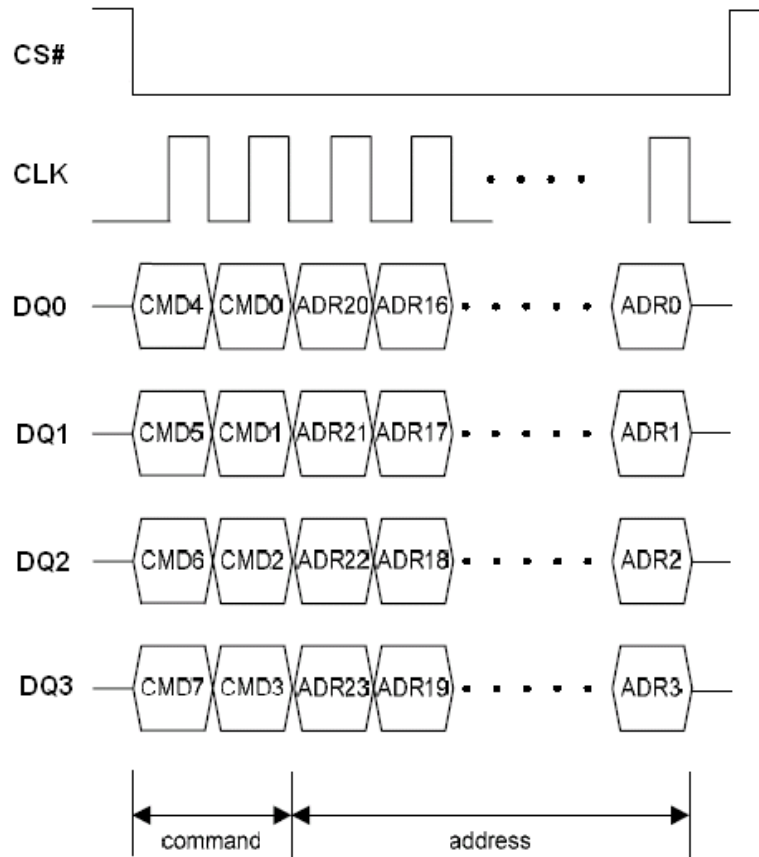 CS#
CLK
DQ0 CMD4 CMD0 ADR20 ADR16 ADR0
DQ1 CMD5 CMD1 ADR21 ADR17 ADR1
DQ2 CMD6 CMD2 ADR22 ADR18 ADR2
DQ3 CMD7 CMD3 ADR23 ADR19 ADR3
command address